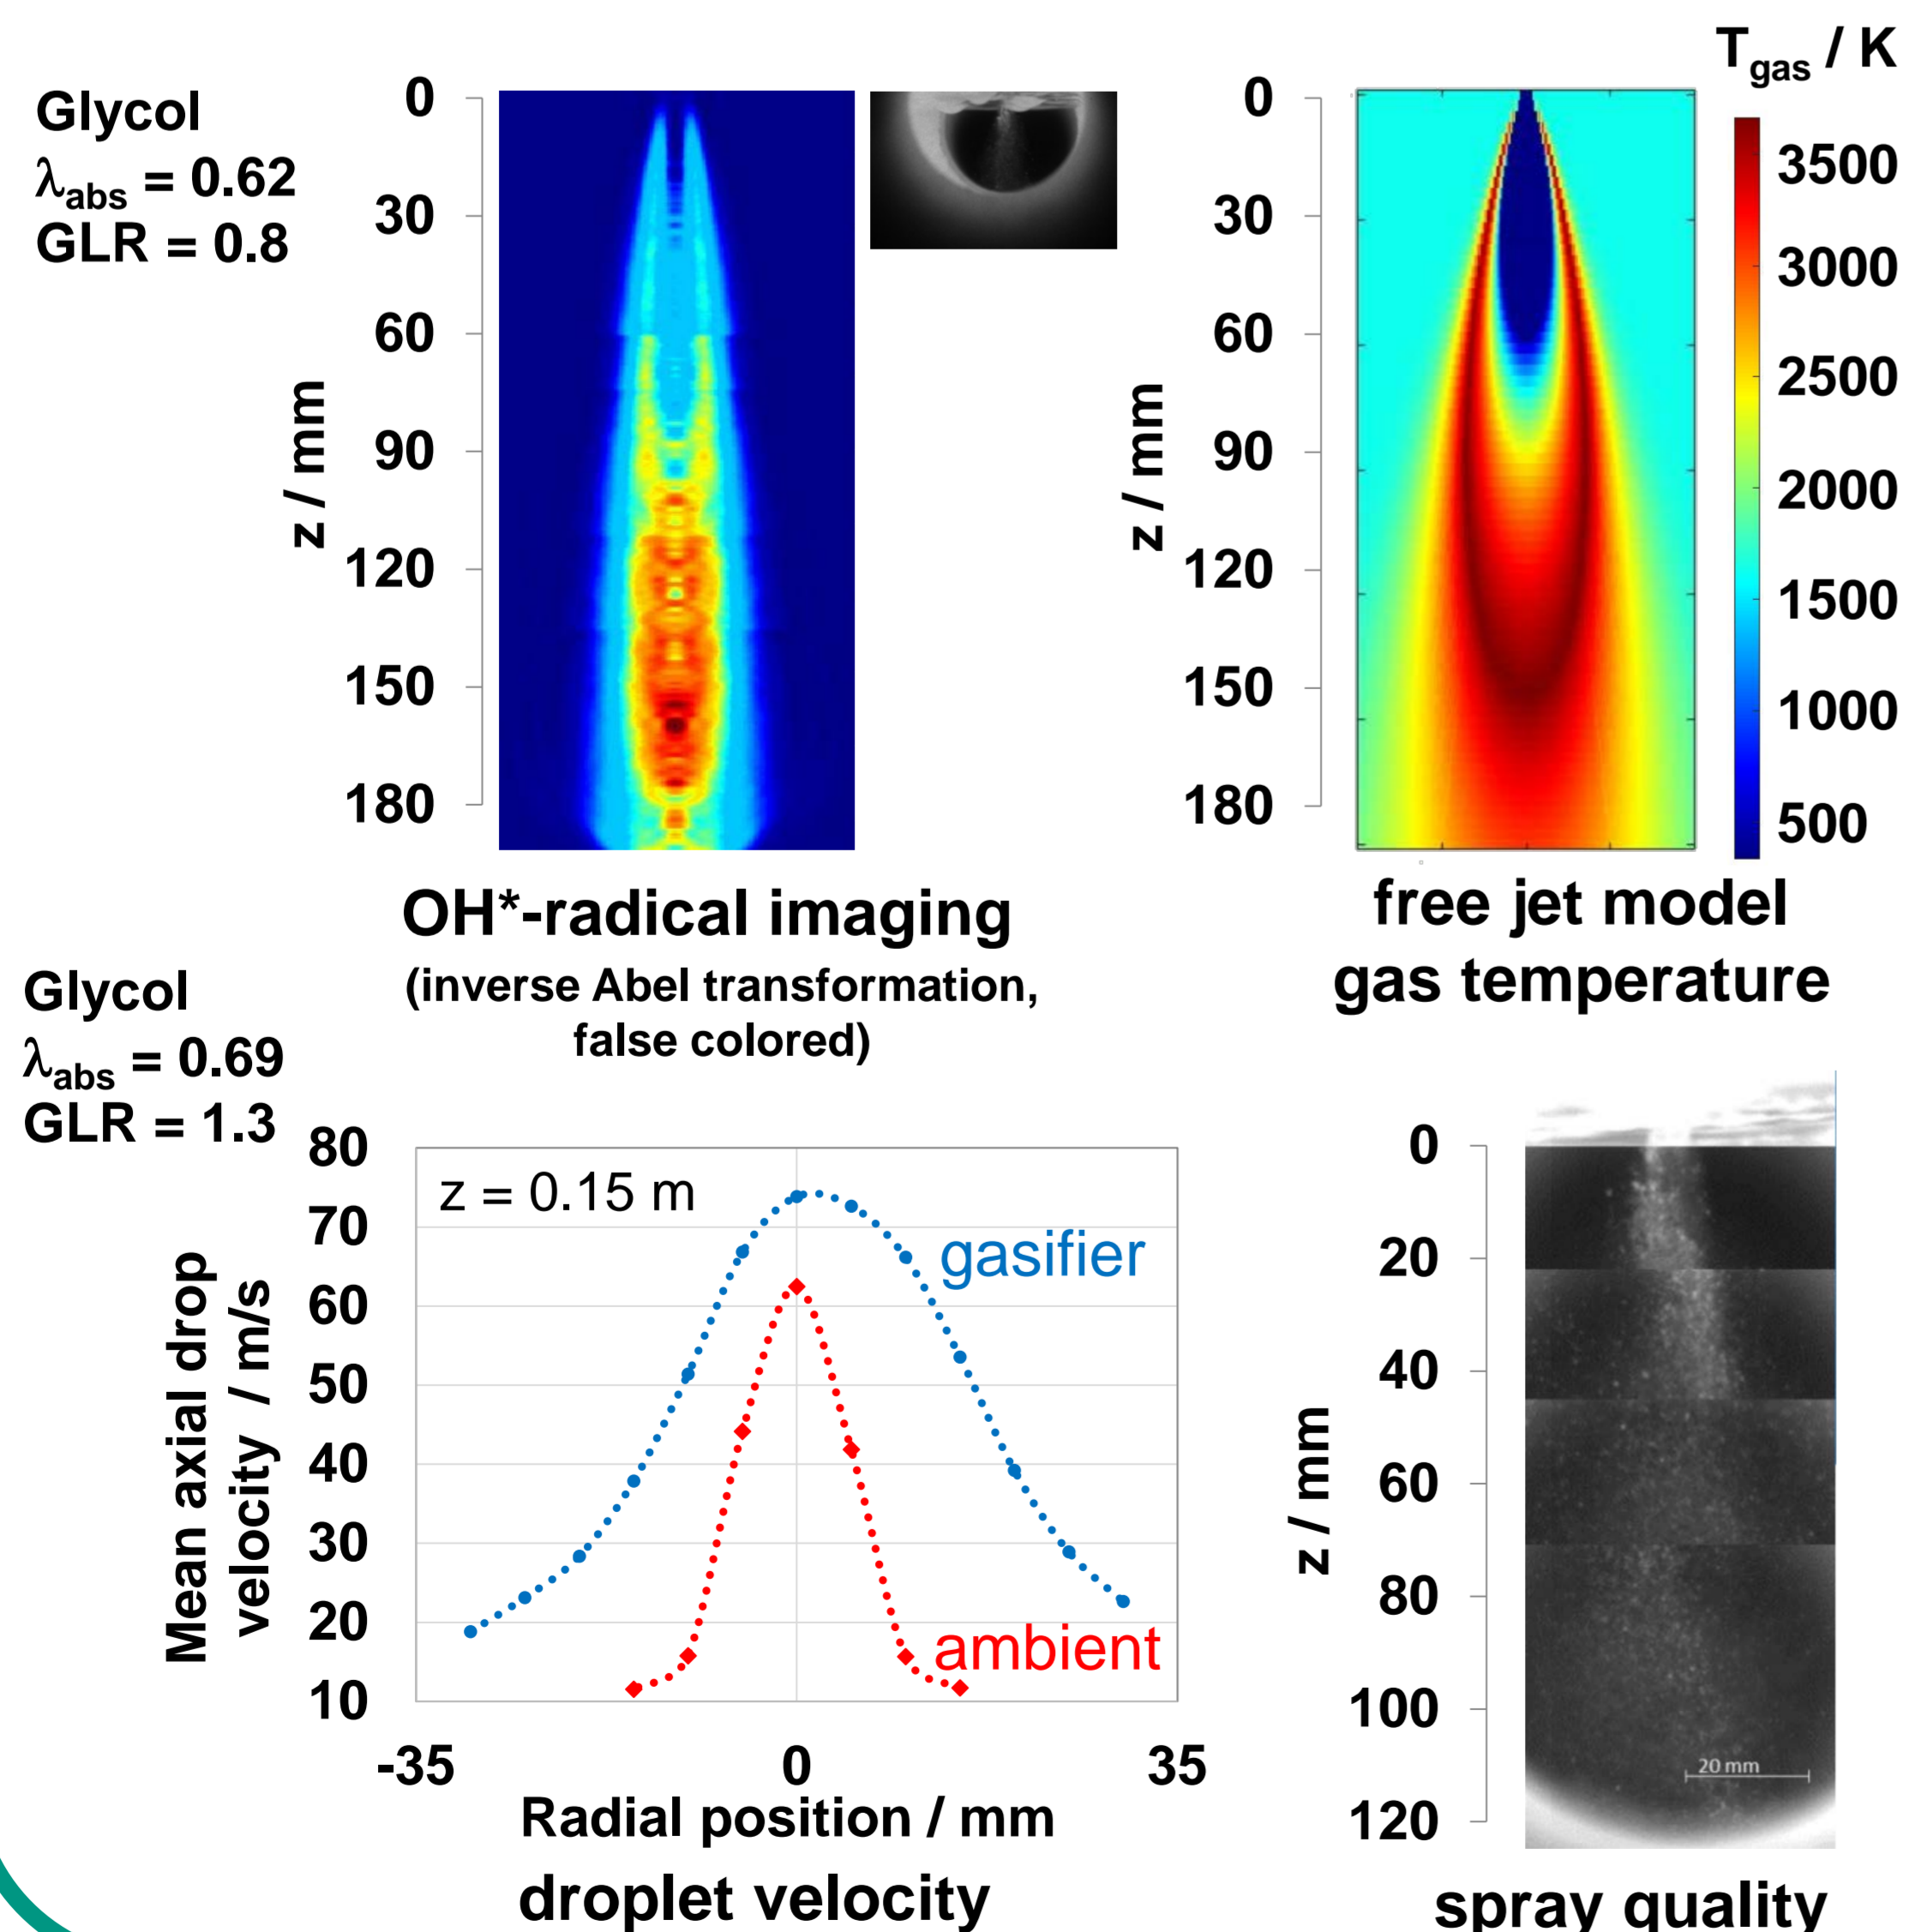 Glycol
λabs = 0.62
GLR = 0.8
0
30
60
90
120
150
180
z / mm
OH*-radical imaging
(inverse Abel transformation,
false colored)
0
30
60
90
120
150
180
z / mm
Tgas / K
3500
3000
2500
2000
1500
1000
500
free jet model
gas temperature
Glycol
λabs = 0.69
GLR = 1.3
80
70
60
50
40
30
20
10
Mean axial drop
velocity / m/s
z = 0.15 m
gasifier
ambient
-35
0
35
Radial position / mm
droplet velocity
0
20
40
60
80
100
120
z / mm
20 mm
spray quality